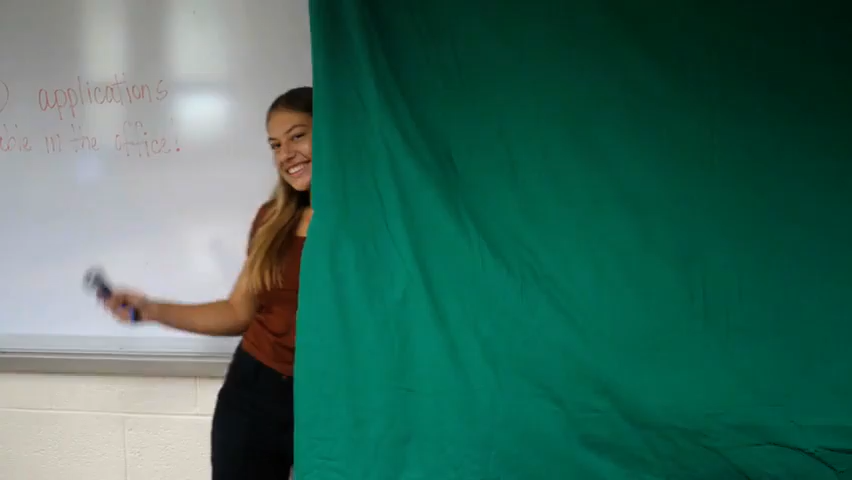 applications
in the office!